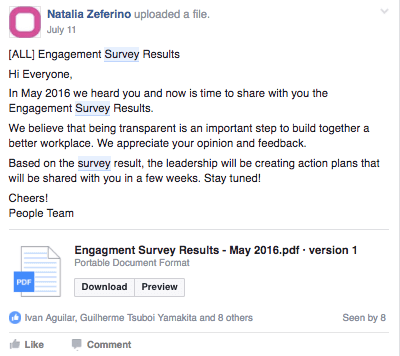 Natalia Zeferino uploaded a file.
July 11
[ALL] Engagement Survey Results
Hi Everyone,
In May 2016 we heard you and now is time to share with you the
Engagement Survey Results.
We believe that being transparent is an important step to build together a
better workplace. We appreciate your opinion and feedback.
Based on the survey result, the leadership will be creating action plans that
will be shared with you in a few weeks. Stay tuned!
Cheers!
People Team
Engagment Survey Results - May 2016.pdf · version 1
Portable Document Format
PDF
Download Preview
Ivan Aguilar, Guilherme Tsuboi Yamakita and 8 others Seen by 8
Like Comment